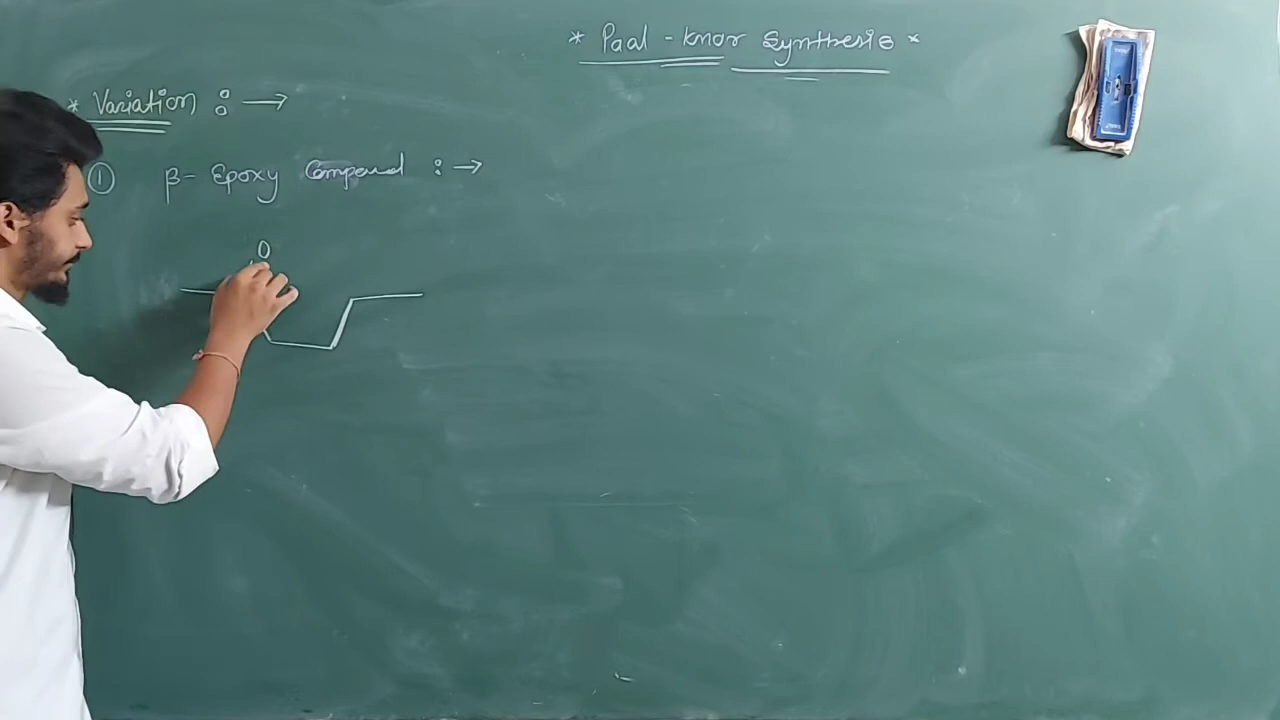 * Paal - Knor Synthesis *
* Variation : →
① β- Epoxy Compound : →
O